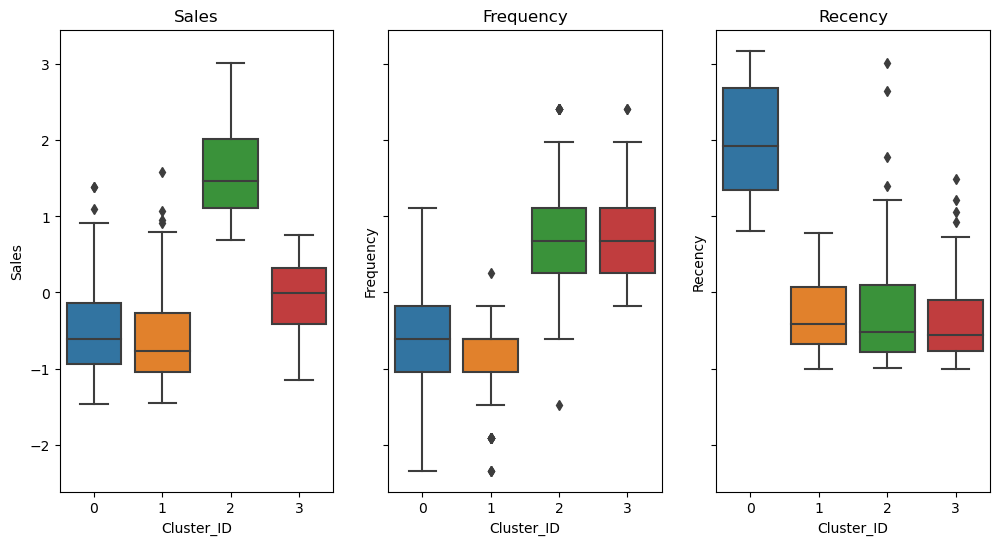 Sales
Frequency
Recency
3
2
1
0
−1
−2
Sales
Frequency
Recency
0 1 2 3
0 1 2 3
0 1 2 3
Cluster_ID
Cluster_ID
Cluster_ID